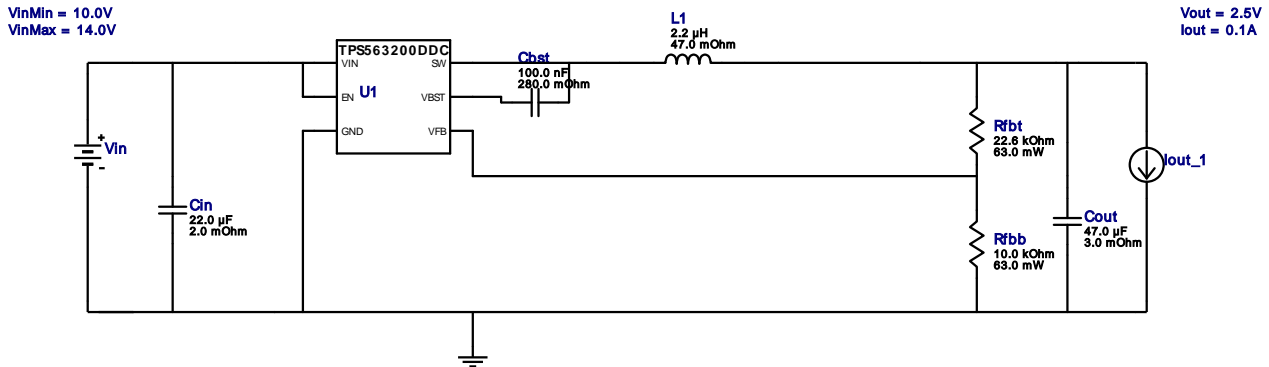 VinMin = 10.0V
VinMax = 14.0V
Vout = 2.5V
Iout = 0.1A
L1
2.2 µH
47.0 mOhm
TPS563200DDC
VIN
SW
EN
U1
VBST
GND
VFB
Cbst
100.0 nF
280.0 mOhm
+
Vin
-
Cin
22.0 µF
2.0 mOhm
Rfbt
22.6 kOhm
63.0 mW
Iout_1
Rfbb
10.0 kOhm
63.0 mW
Cout
47.0 µF
3.0 mOhm